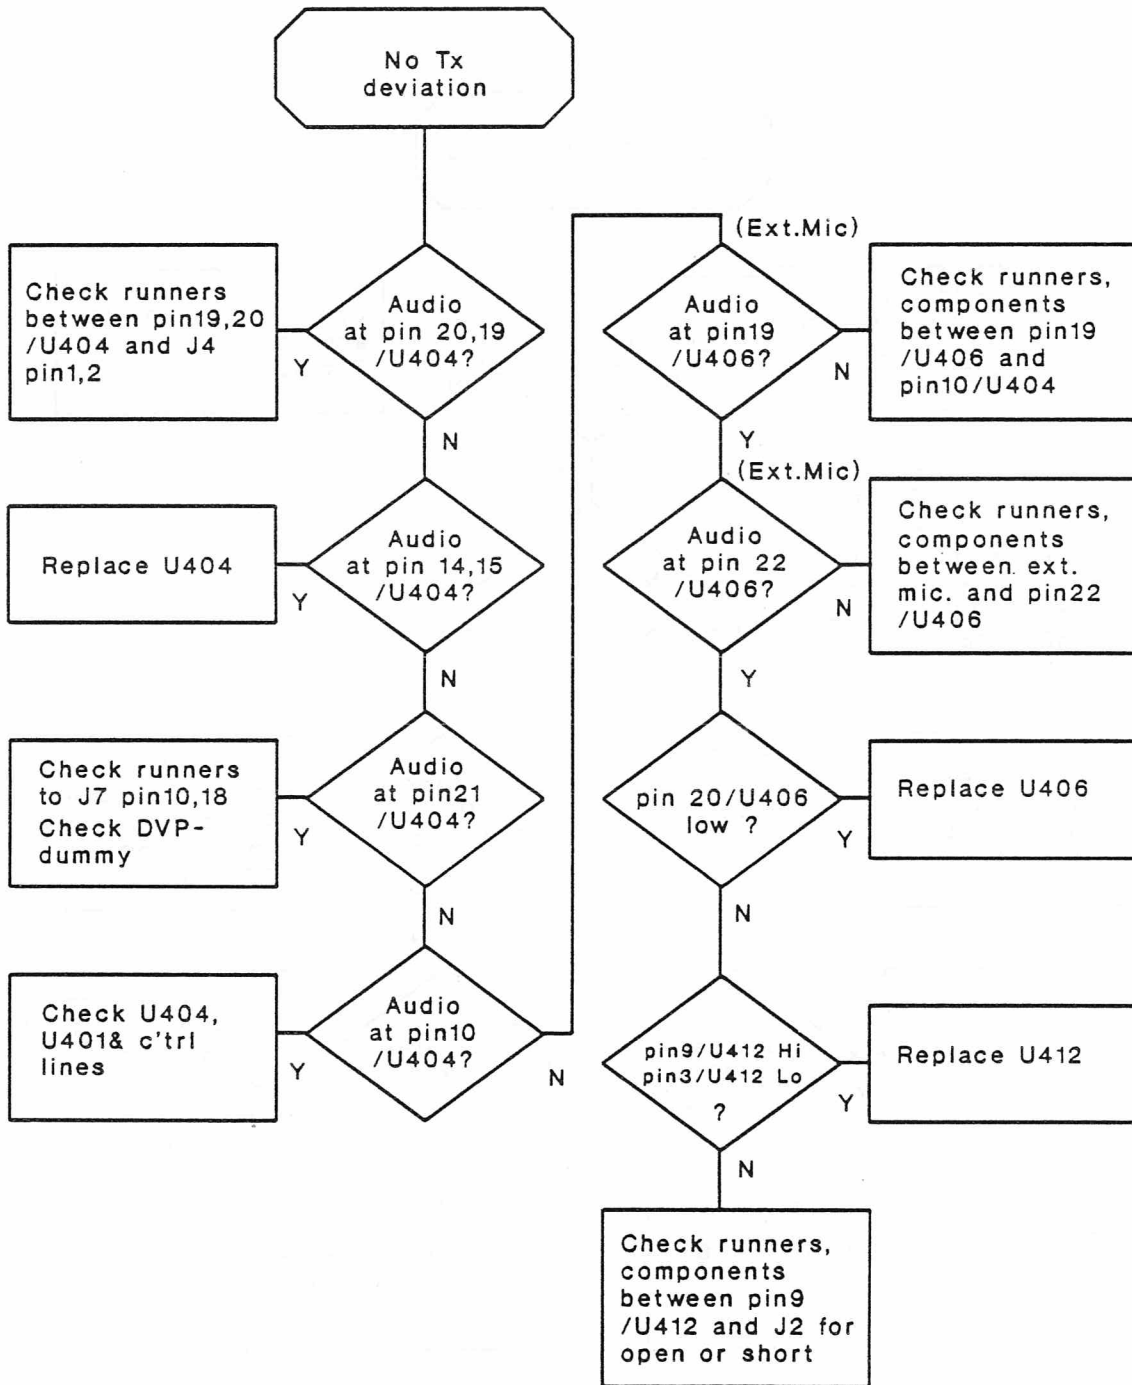 No Tx
deviation
Check runners
between pin19,20
/U404 and J4
pin1,2
Y
Audio
at pin 20,19
/U404?
N
Replace U404
Y
Audio
at pin 14,15
/U404?
N
Check runners
to J7 pin10,18
Check DVP-
dummy
Y
Audio
at pin21
/U404?
N
Check U404,
U401& c'trl
lines
Y
Audio
at pin10
/U404?
N
(Ext.Mic)
Audio
at pin19
/U406?
N
Check runners,
components
between pin19
/U406 and
pin10/U404
Y
(Ext.Mic)
Audio
at pin 22
/U406?
N
Check runners,
components
between ext.
mic. and pin22
/U406
Y
pin 20/U406
low ?
Y
Replace U406
N
pin9/U412 Hi
pin3/U412 Lo
?
Y
Replace U412
N
Check runners,
components
between pin9
/U412 and J2 for
open or short